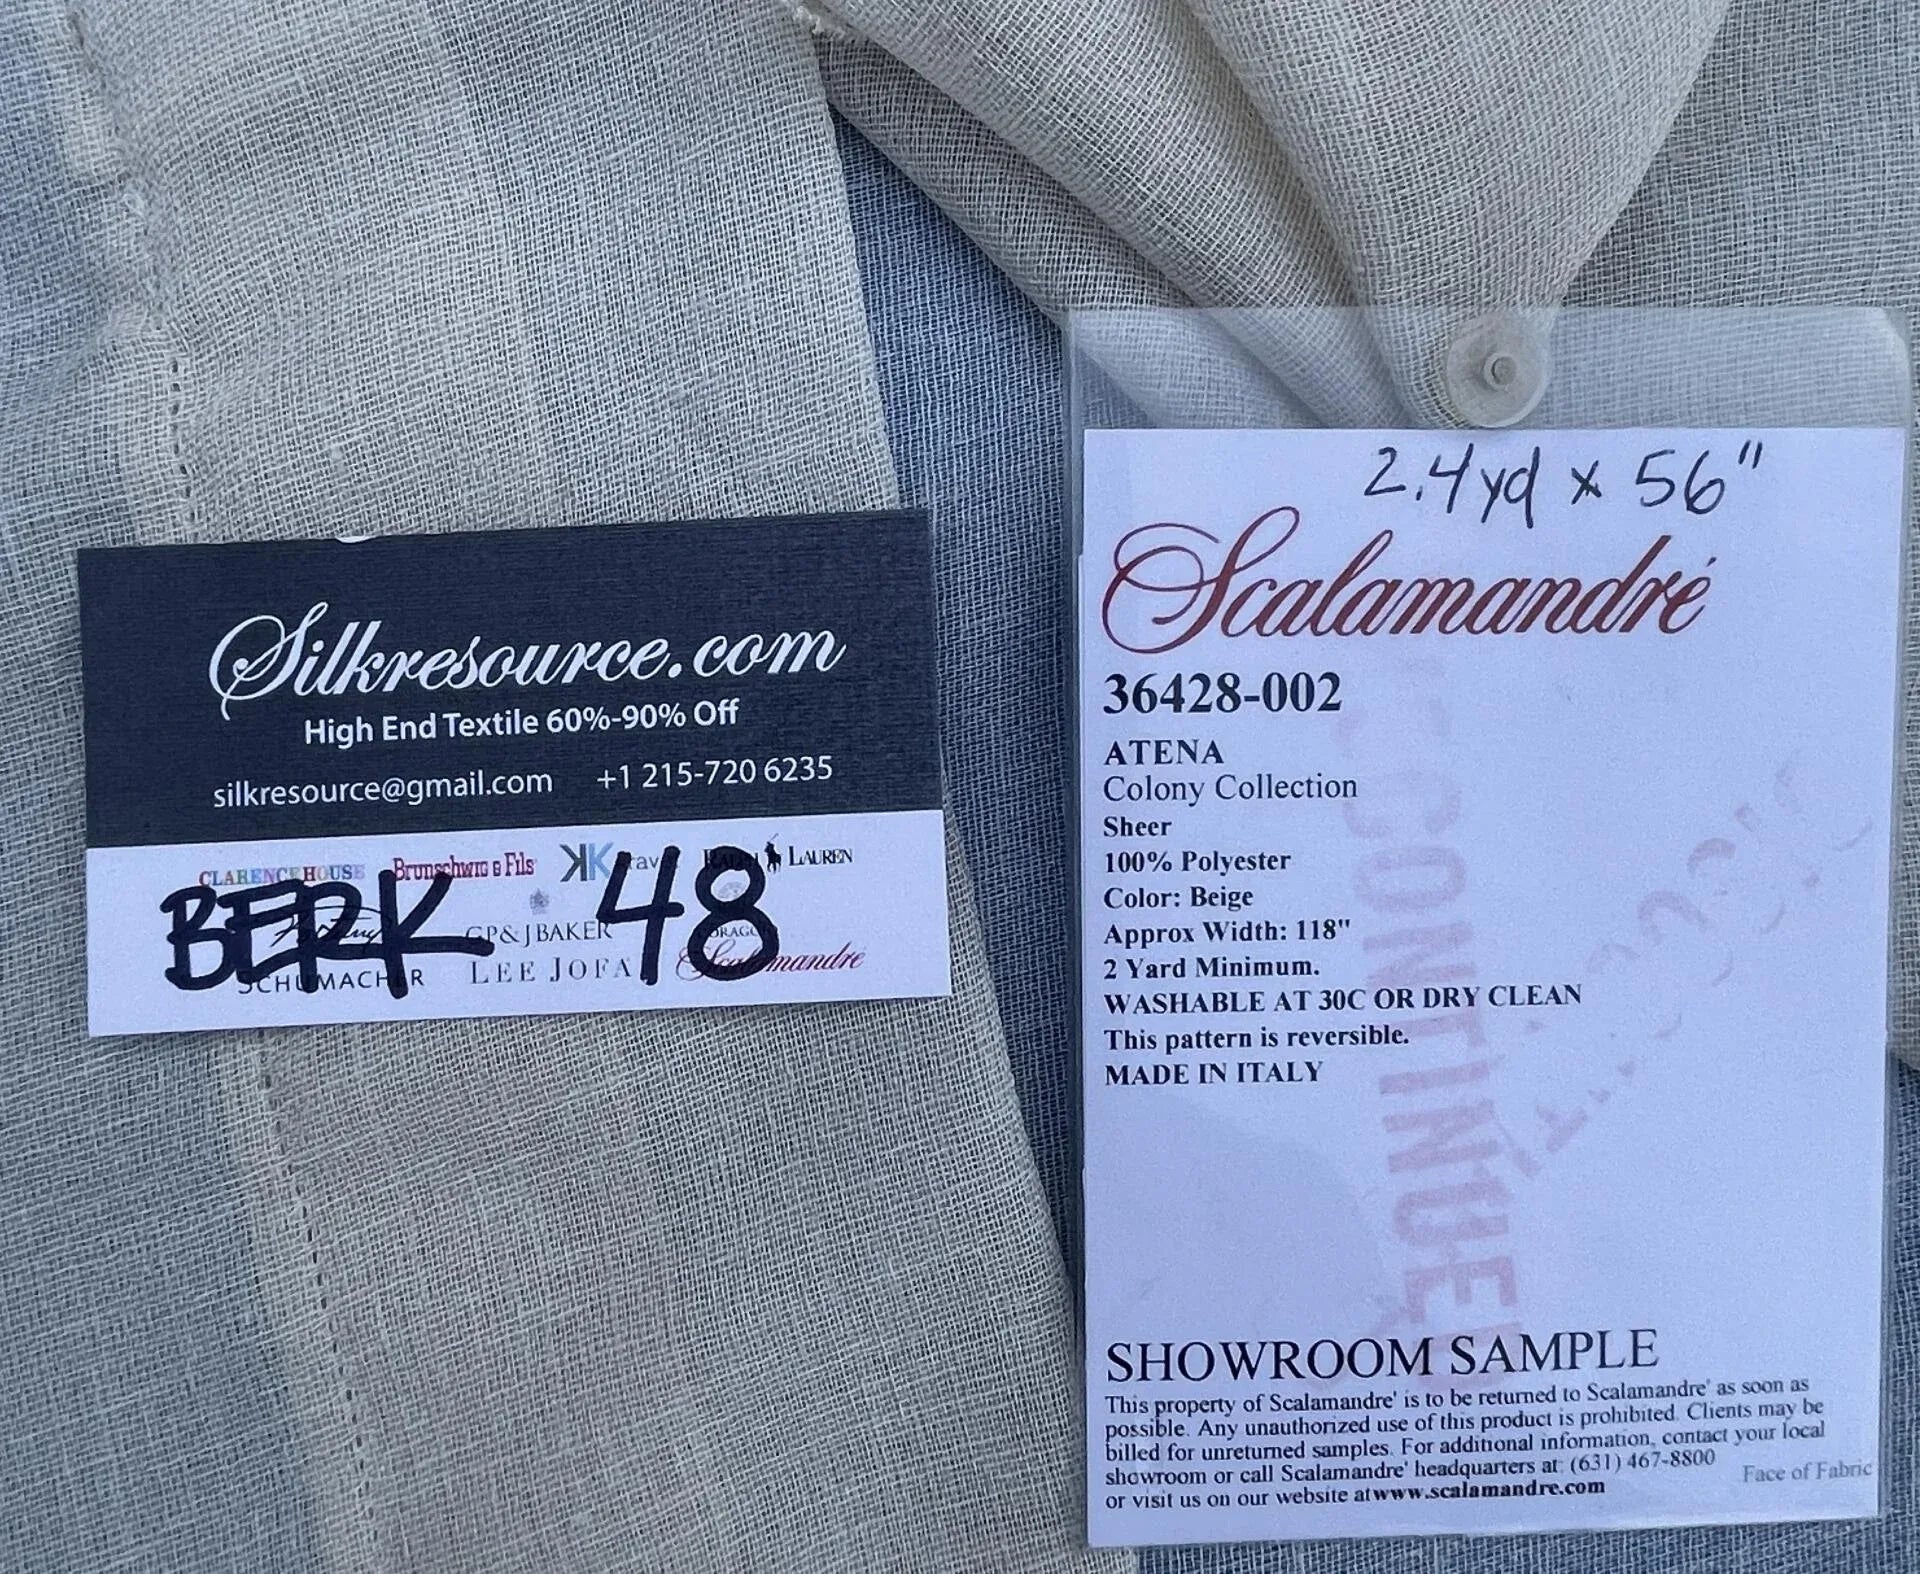 Silkresource.com
High End Textile 60%-90% Off
silkresource@gmail.com +1 215-720 6235
CLARENCE HOUSE Brunschwig & Fils KK LAUREN
BERK 48
GP & J BAKER
SCHUMACHER LEE JOFA Scalamandré
2.4yd x 56"
Scalamandré
36428-002
ATENA
Colony Collection
Sheer
100% Polyester
Color: Beige
Approx Width: 118"
2 Yard Minimum.
WASHABLE AT 30C OR DRY CLEAN
This pattern is reversible.
MADE IN ITALY
SHOWROOM SAMPLE
This property of Scalamandre' is to be returned to Scalamandre' as soon as
possible. Any unauthorized use of this product is prohibited. Clients may be
billed for unreturned samples. For additional information, contact your local
showroom or call Scalamandre' headquarters at: (631) 467-8800
or visit us on our website at www.scalamandre.com
Face of Fabric